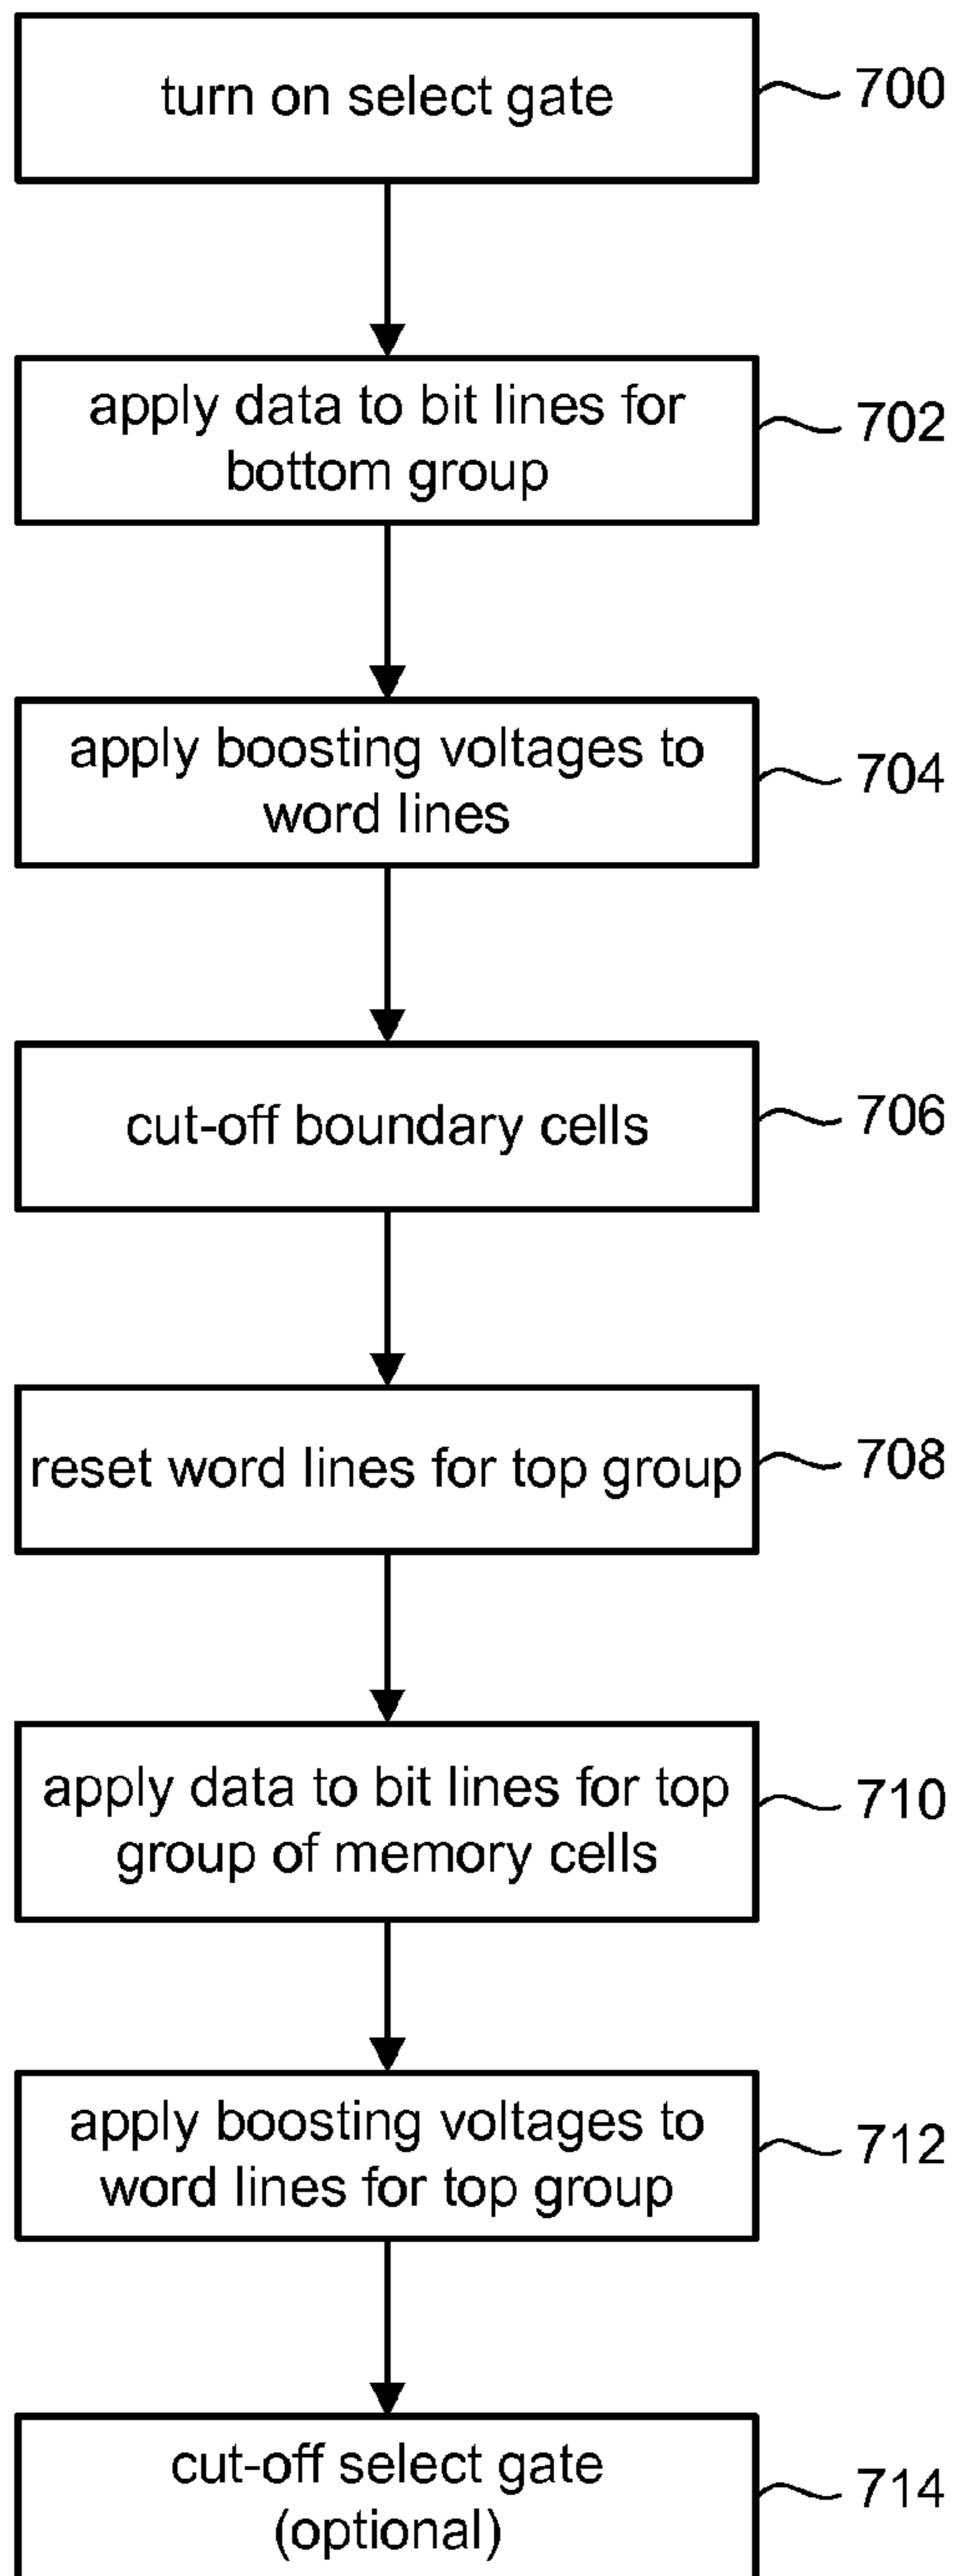 turn on select gate
700
apply data to bit lines for
bottom group
702
apply boosting voltages to
word lines
704
cut-off boundary cells
706
reset word lines for top group
708
apply data to bit lines for top
group of memory cells
710
apply boosting voltages to
word lines for top group
712
cut-off select gate
(optional)
714